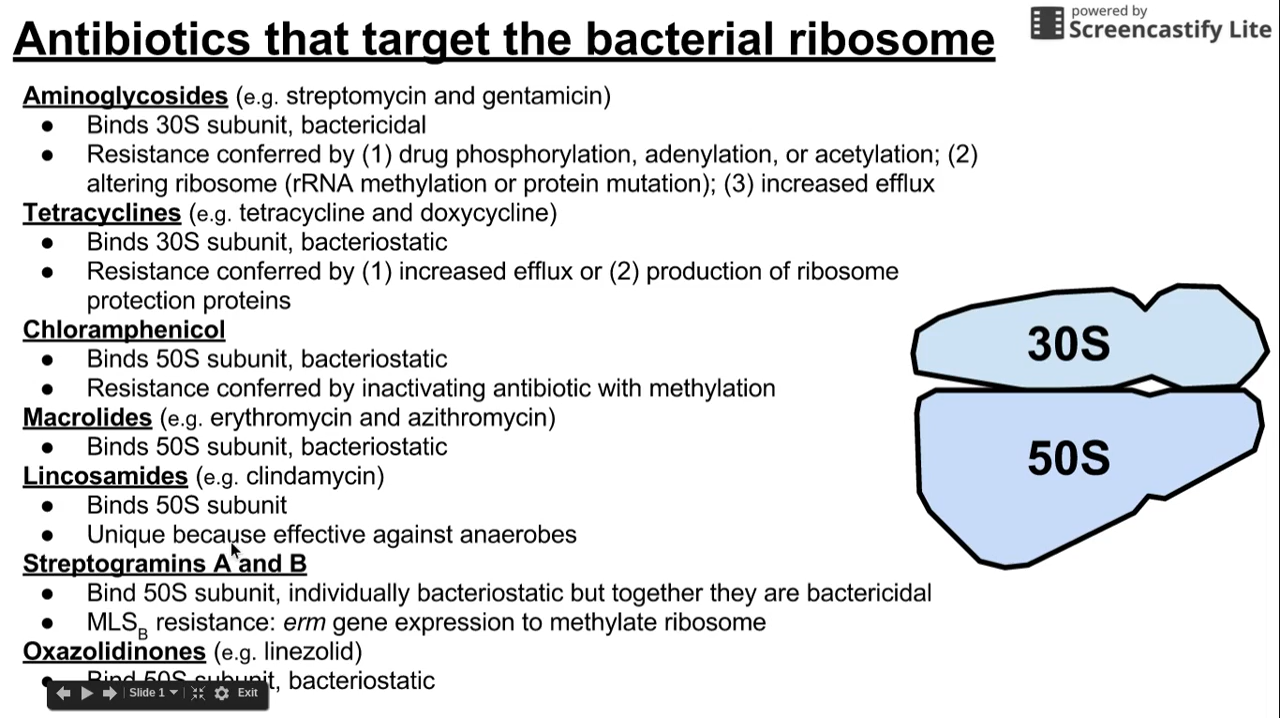 Antibiotics that target the bacterial ribosome
powered by
Screencastify Lite
Aminoglycosides (e.g. streptomycin and gentamicin)
● Binds 30S subunit, bactericidal
● Resistance conferred by (1) drug phosphorylation, adenylation, or acetylation; (2)
altering ribosome (rRNA methylation or protein mutation); (3) increased efflux
Tetracyclines (e.g. tetracycline and doxycycline)
● Binds 30S subunit, bacteriostatic
● Resistance conferred by (1) increased efflux or (2) production of ribosome
protection proteins
Chloramphenicol
● Binds 50S subunit, bacteriostatic
● Resistance conferred by inactivating antibiotic with methylation
Macrolides (e.g. erythromycin and azithromycin)
● Binds 50S subunit, bacteriostatic
Lincosamides (e.g. clindamycin)
● Binds 50S subunit
● Unique because effective against anaerobes
Streptogramins A and B
● Bind 50S subunit, individually bacteriostatic but together they are bactericidal
● MLSB resistance: erm gene expression to methylate ribosome
Oxazolidinones (e.g. linezolid)
● Bind 50S subunit, bacteriostatic
Slide 1 Exit
30S
50S